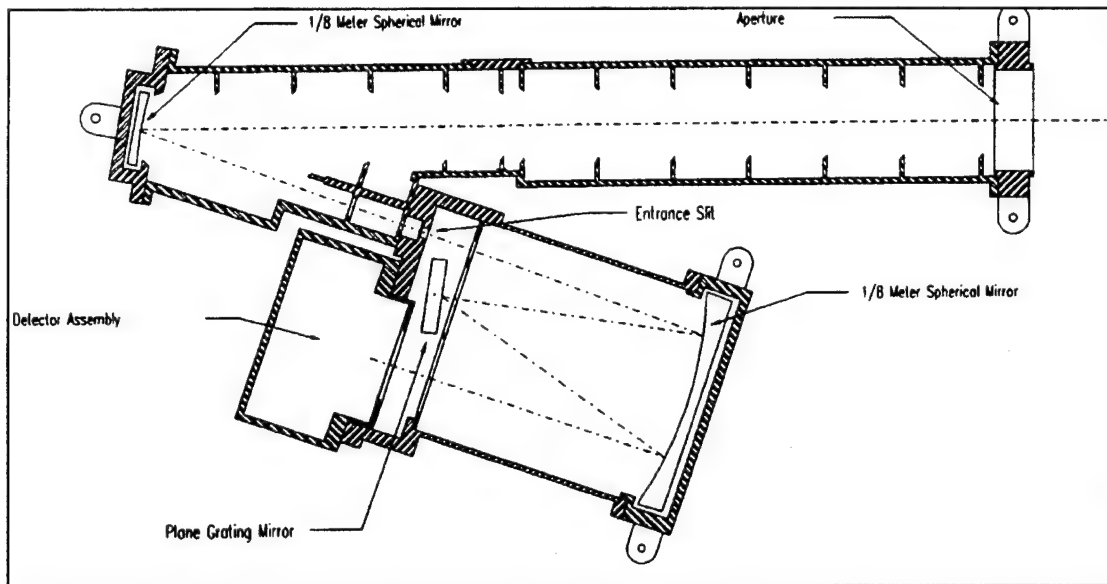 1/8 Meter Spherical Mirror
Aperture
Entrance Slit
1/8 Meter Spherical Mirror
Detector Assembly
Plane Grating Mirror